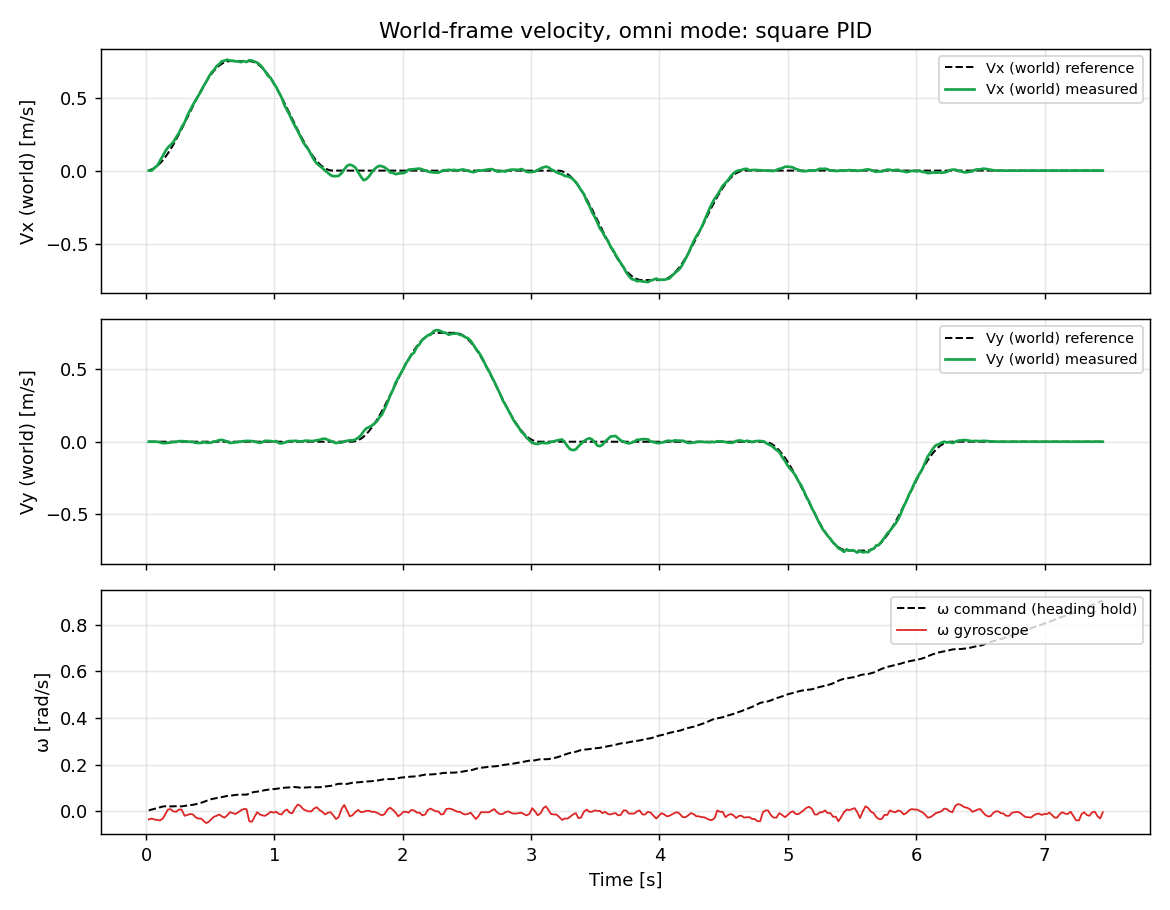 World-frame velocity, omni mode: square PID
Vx (world) [m/s]
0.5
0.0
−0.5
Vx (world) reference
Vx (world) measured
Vy (world) [m/s]
0.5
0.0
−0.5
Vy (world) reference
Vy (world) measured
ω [rad/s]
0.8
0.6
0.4
0.2
0.0
ω command (heading hold)
ω gyroscope
0 1 2 3 4 5 6 7
Time [s]